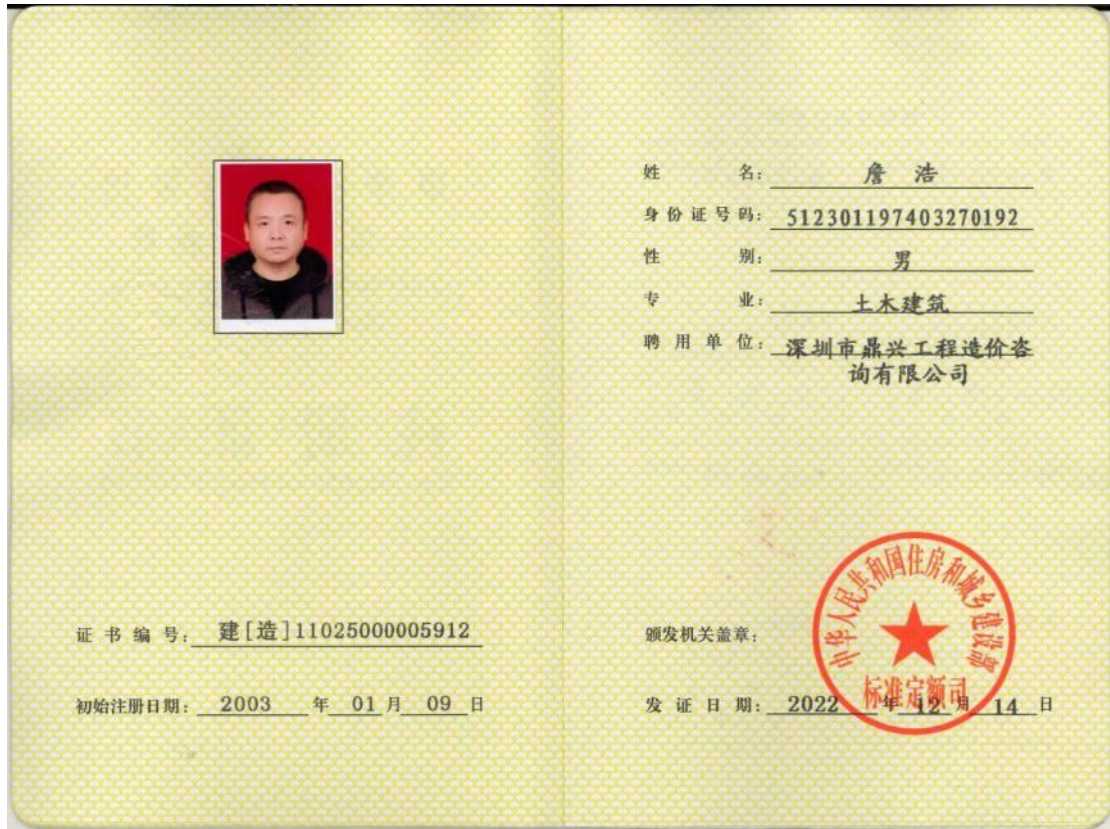 姓 名: 詹 浩
身份证号码: 512301197403270192
性 别: 男
专 业: 土木建筑
聘用单位: 深圳市鼎兴工程造价咨
询有限公司
证书编号: 建[造]11025000005912
初始注册日期: 2003 年 01 月 09 日
颁发机关盖章:
中华人民共和国住房和城乡建设部
标准定额司
发证日期: 2022 年 12 月 14 日